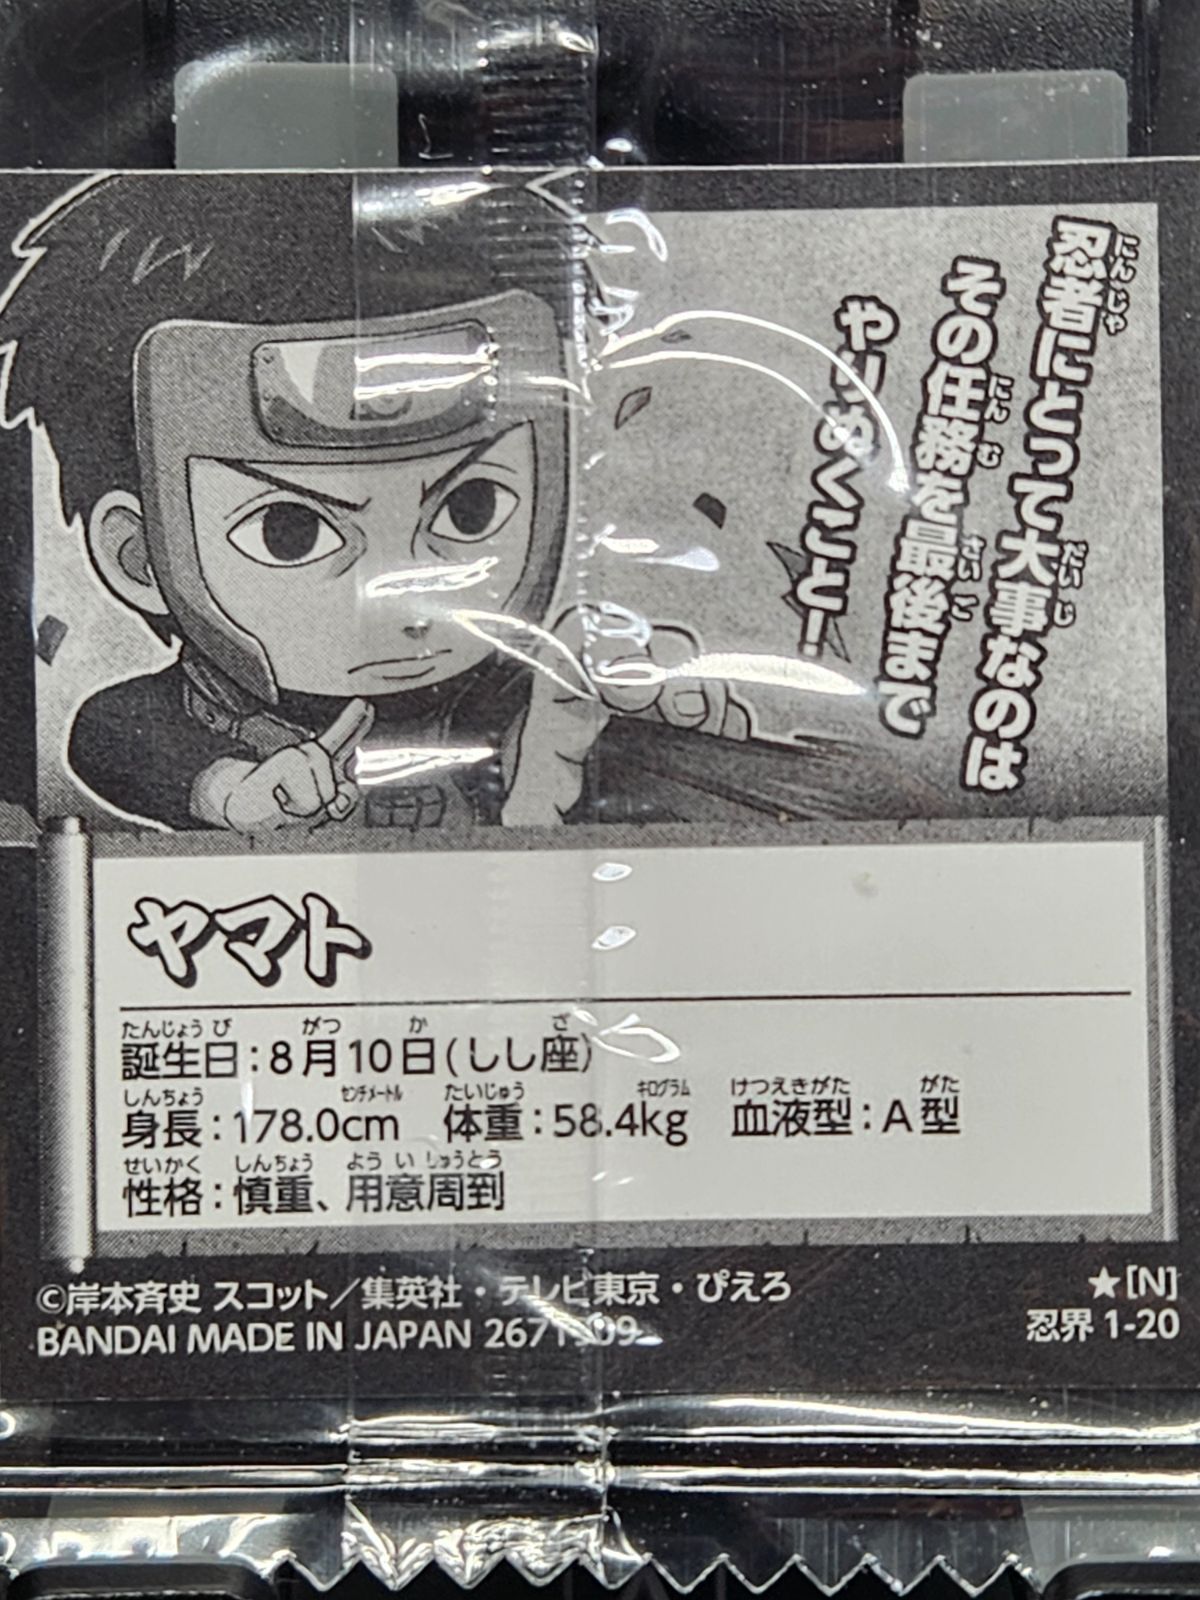 忍者にとって大事なのは
その任務を最後まで
やりぬくこと!
ヤマト
誕生日:8月10日(しし座)
身長:178.0cm 体重:58.4kg 血液型:A型
性格:慎重、用意周到
©岸本斉史 スコット/集英社・テレビ東京・ぴえろ
BANDAI MADE IN JAPAN
★[N]
忍界 1-20